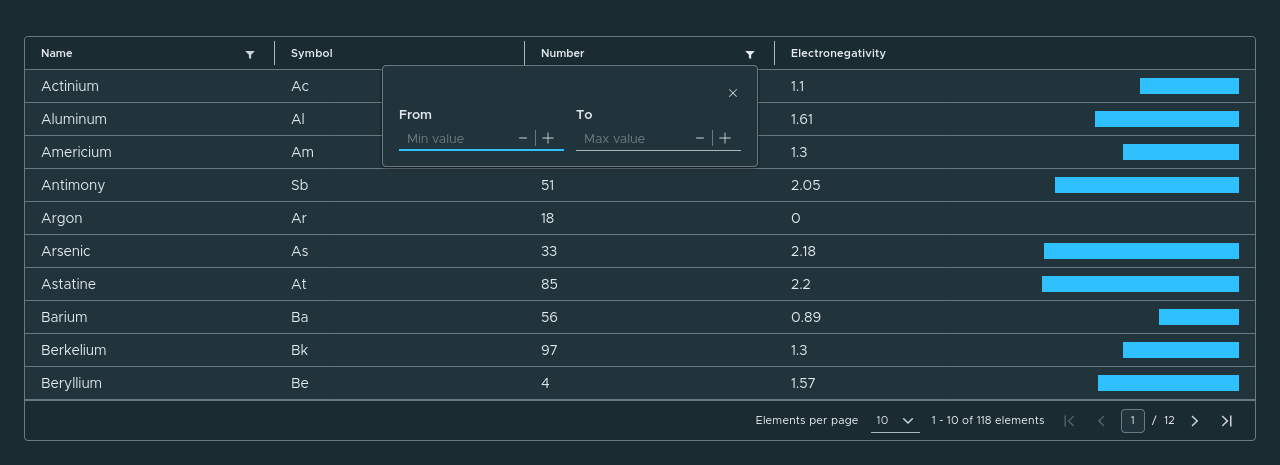 Name Symbol Number Electronegativity
Actinium Ac 1.1
From To
Min value Max value
Aluminum Al 1.61
Americium Am 1.3
Antimony Sb 51 2.05
Argon Ar 18 0
Arsenic As 33 2.18
Astatine At 85 2.2
Barium Ba 56 0.89
Berkelium Bk 97 1.3
Beryllium Be 4 1.57
Elements per page 10 1 - 10 of 118 elements 1 / 12